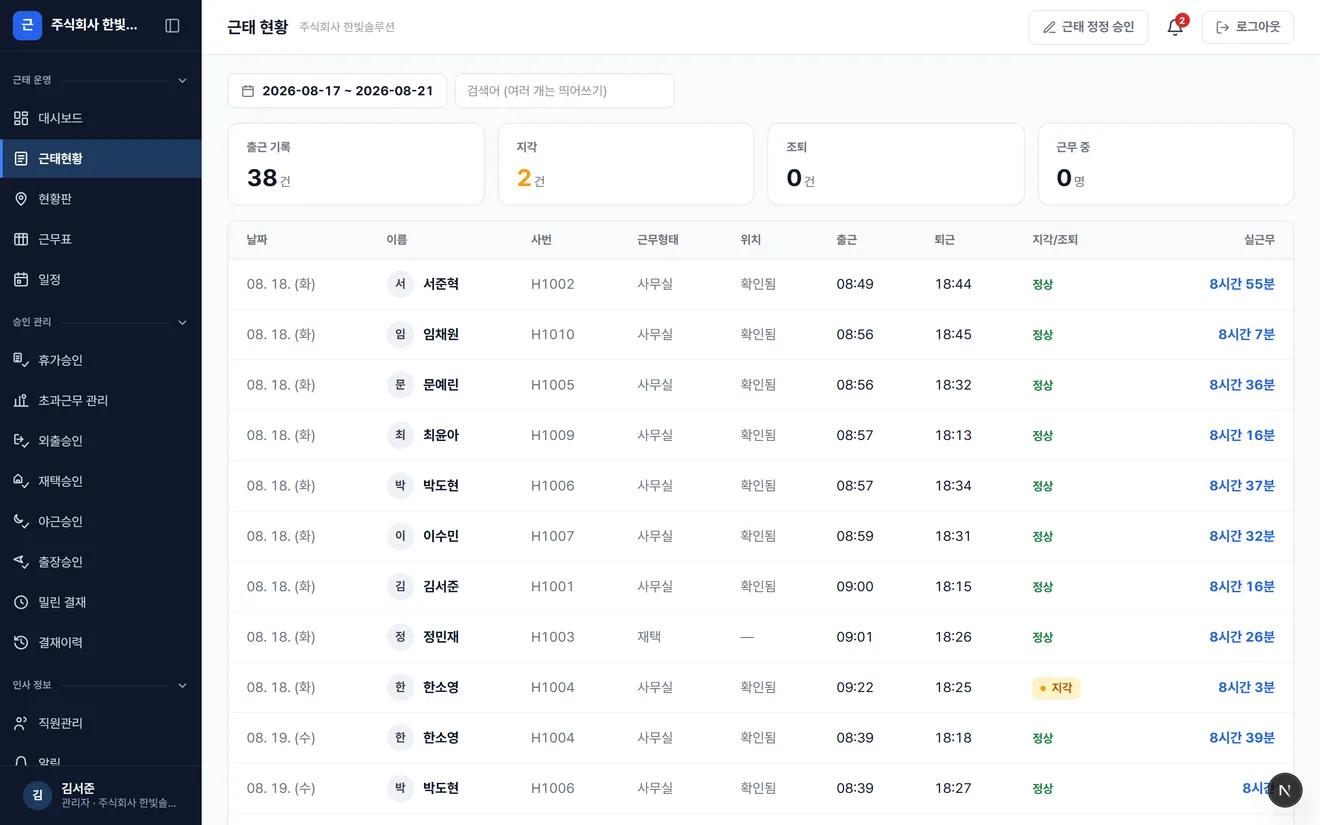 근 주식회사 한빛...
근태 운영
대시보드
근태현황
현황판
근무표
일정
승인 관리
휴가승인
초과근무 관리
외출승인
재택승인
야근승인
출장승인
밀린 결재
결재이력
인사 정보
직원관리
알림
김 김서준
관리자 · 주식회사 한빛솔...
근태 현황 주식회사 한빛솔루션
근태 정정 승인 2 로그아웃
2026-08-17 ~ 2026-08-21 검색어 (여러 개는 띄어쓰기)
출근 기록 지각 조퇴 근무 중
38건 2건 0건 0명
날짜 이름 사번 근무형태 위치 출근 퇴근 지각/조퇴 실근무
08. 18. (화) 서 서준혁 H1002 사무실 확인됨 08:49 18:44 정상 8시간 55분
08. 18. (화) 임 임채원 H1010 사무실 확인됨 08:56 18:45 정상 8시간 7분
08. 18. (화) 문 문예린 H1005 사무실 확인됨 08:56 18:32 정상 8시간 36분
08. 18. (화) 최 최윤아 H1009 사무실 확인됨 08:57 18:13 정상 8시간 16분
08. 18. (화) 박 박도현 H1006 사무실 확인됨 08:57 18:34 정상 8시간 37분
08. 18. (화) 이 이수민 H1007 사무실 확인됨 08:59 18:31 정상 8시간 32분
08. 18. (화) 김 김서준 H1001 사무실 확인됨 09:00 18:15 정상 8시간 16분
08. 18. (화) 정 정민재 H1003 재택 — 09:01 18:26 정상 8시간 26분
08. 18. (화) 한 한소영 H1004 사무실 확인됨 09:22 18:25 지각 8시간 3분
08. 19. (수) 한 한소영 H1004 사무실 확인됨 08:39 18:18 정상 8시간 39분
08. 19. (수) 박 박도현 H1006 사무실 확인됨 08:39 18:27 정상 8시간
N